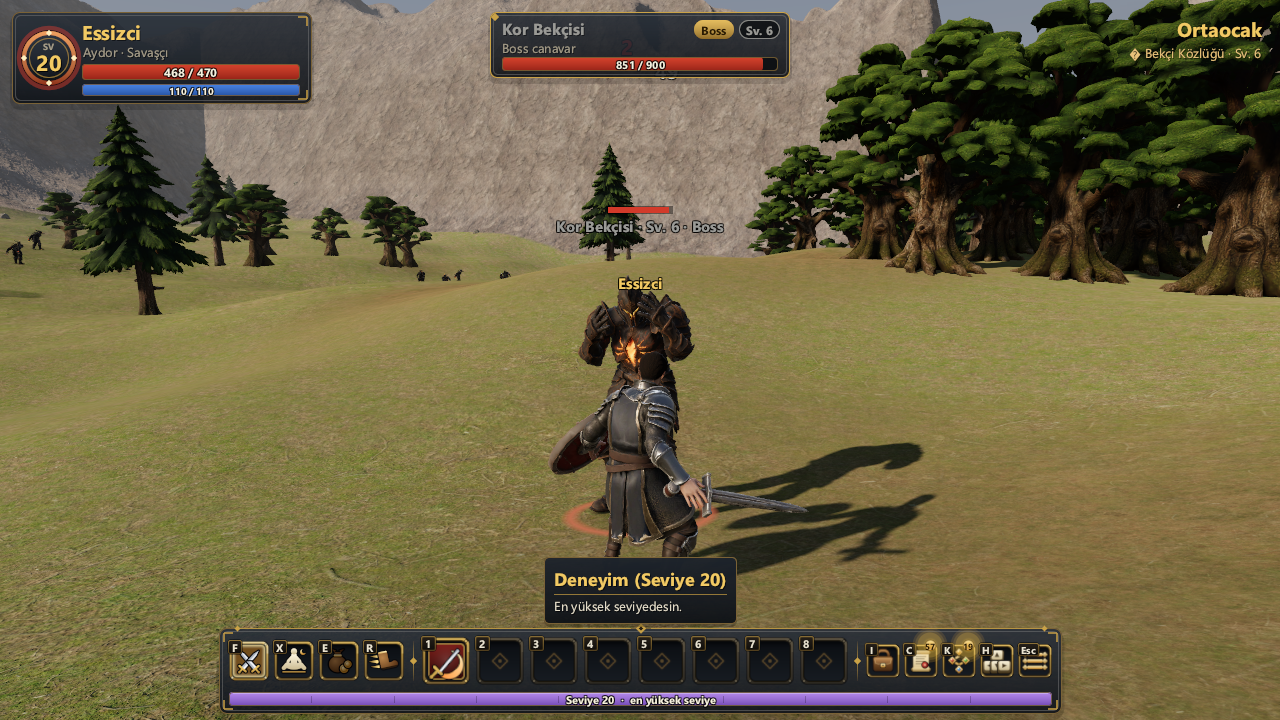 SV
20
Essizci
Aydor · Savaşçı
468 / 470
110 / 110
Kor Bekçisi
Boss
Sv. 6
Boss canavar
851 / 900
Ortaocak
Bekçi Közlüğü · Sv. 6
Kor Bekçisi · Sv. 6 · Boss
Essizci
Deneyim (Seviye 20)
En yüksek seviyedesin.
F
X
E
R
1
2
3
4
5
6
7
8
I
C
57
K
19
H
Esc
Seviye 20 · en yüksek seviye